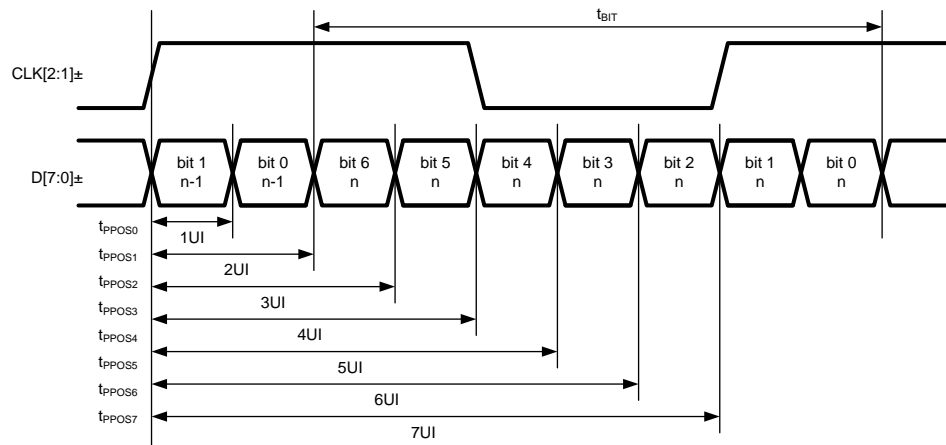 tBIT
CLK[2:1]±
D[7:0]±
bit 1 n-1
bit 0 n-1
bit 6 n
bit 5 n
bit 4 n
bit 3 n
bit 2 n
bit 1 n
bit 0 n
tPPOS0
1UI
tPPOS1
2UI
tPPOS2
3UI
tPPOS3
4UI
tPPOS4
5UI
tPPOS5
6UI
tPPOS6
7UI
tPPOS7